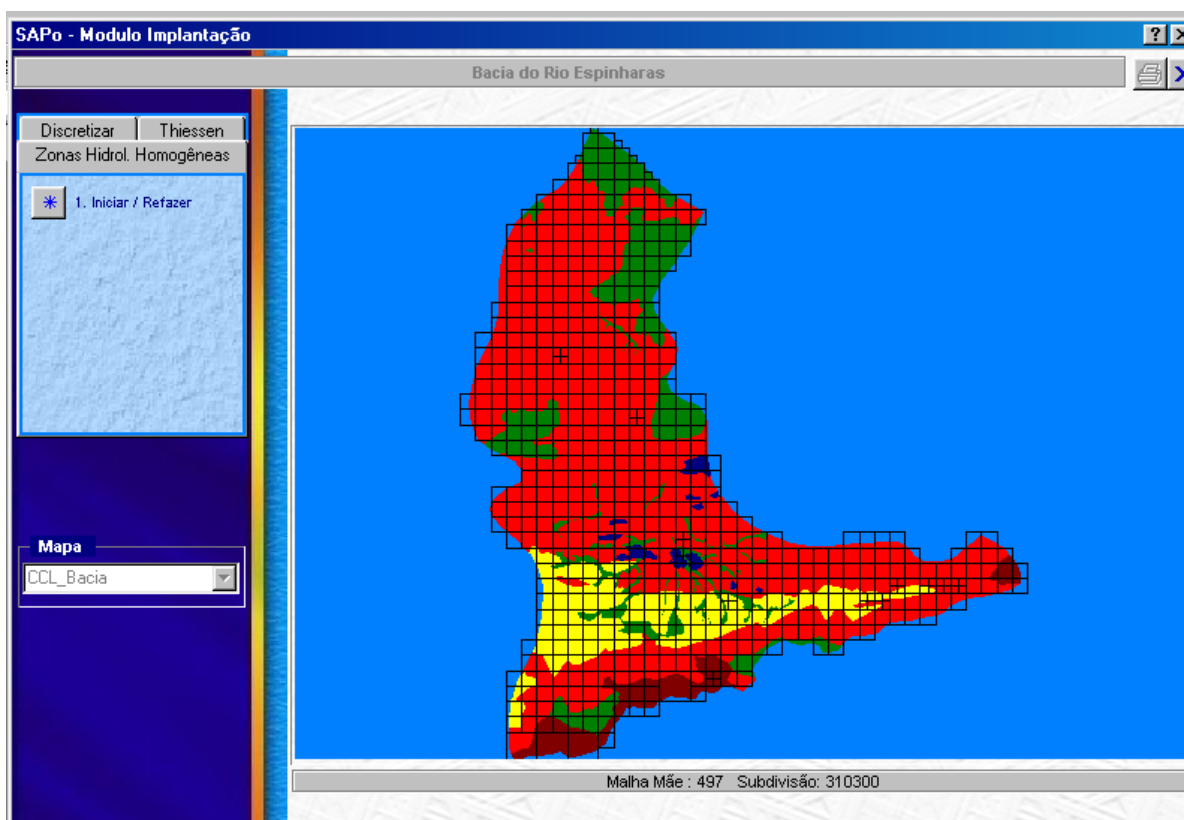 SAPo - Modulo Implantação
Bacia do Rio Espinharas
Discretizar Thiessen
Zonas Hidrol. Homogêneas
1. Iniciar / Refazer
Mapa
CCL_Bacia
Malha Mãe : 497 Subdivisão: 310300